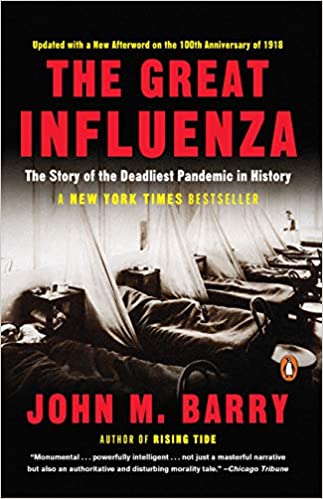 Updated with a New Afterword on the 100th Anniversary of 1918
THE GREAT
INFLUENZA
The Story of the Deadliest Pandemic in History
A NEW YORK TIMES BESTSELLER
JOHN M. BARRY
AUTHOR OF RISING TIDE
"Monumental . . . powerfully intelligent . . . not just a masterful narrative
but also an authoritative and disturbing morality tale." —Chicago Tribune